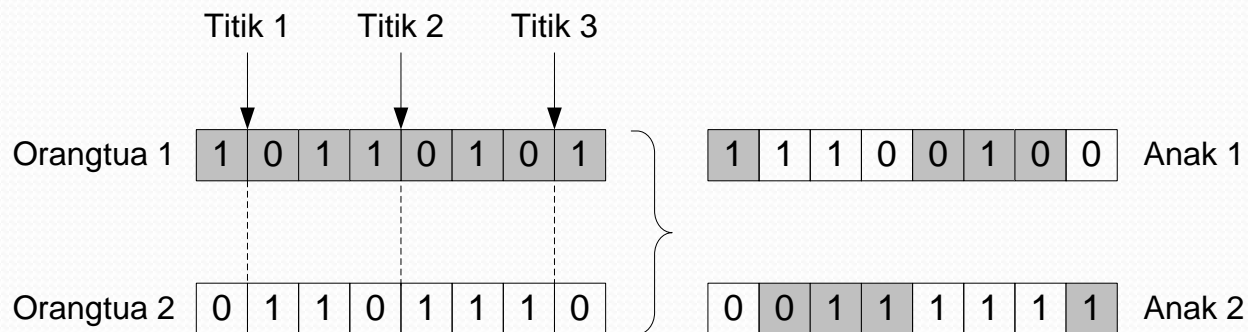 Titik 1 Titik 2 Titik 3
Orangtua 1 1 0 1 1 0 1 0 1 1 1 1 0 0 1 0 0 Anak 1
Orangtua 2 0 1 1 0 1 1 1 0 0 0 1 1 1 1 1 1 Anak 2